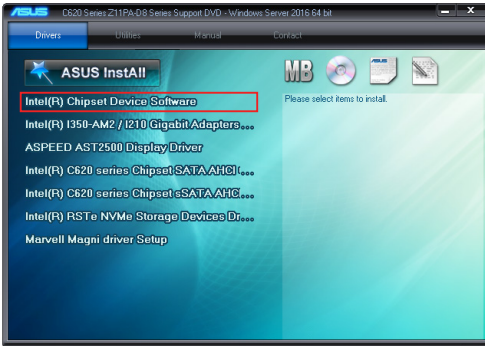 ASUS C620 Series Z11PA-D8 Series Support DVD - Windows Server 2016 64 bit
Drivers Utilities Manual Contact
ASUS InstAll
MB
Intel(R) Chipset Device Software
Please select items to install.
Intel(R) I350-AM2 / I210 Gigabit Adapters...
ASPEED AST2500 Display Driver
Intel(R) C620 series Chipset SATA AHCI (...
Intel(R) C620 series Chipset sSATA AHC...
Intel(R) RSTe NVMe Storage Devices Dr...
Marvell Magni driver Setup